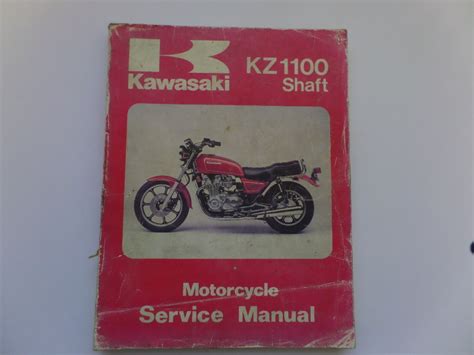 Kawasaki
KZ1100
Shaft
Motorcycle
Service Manual